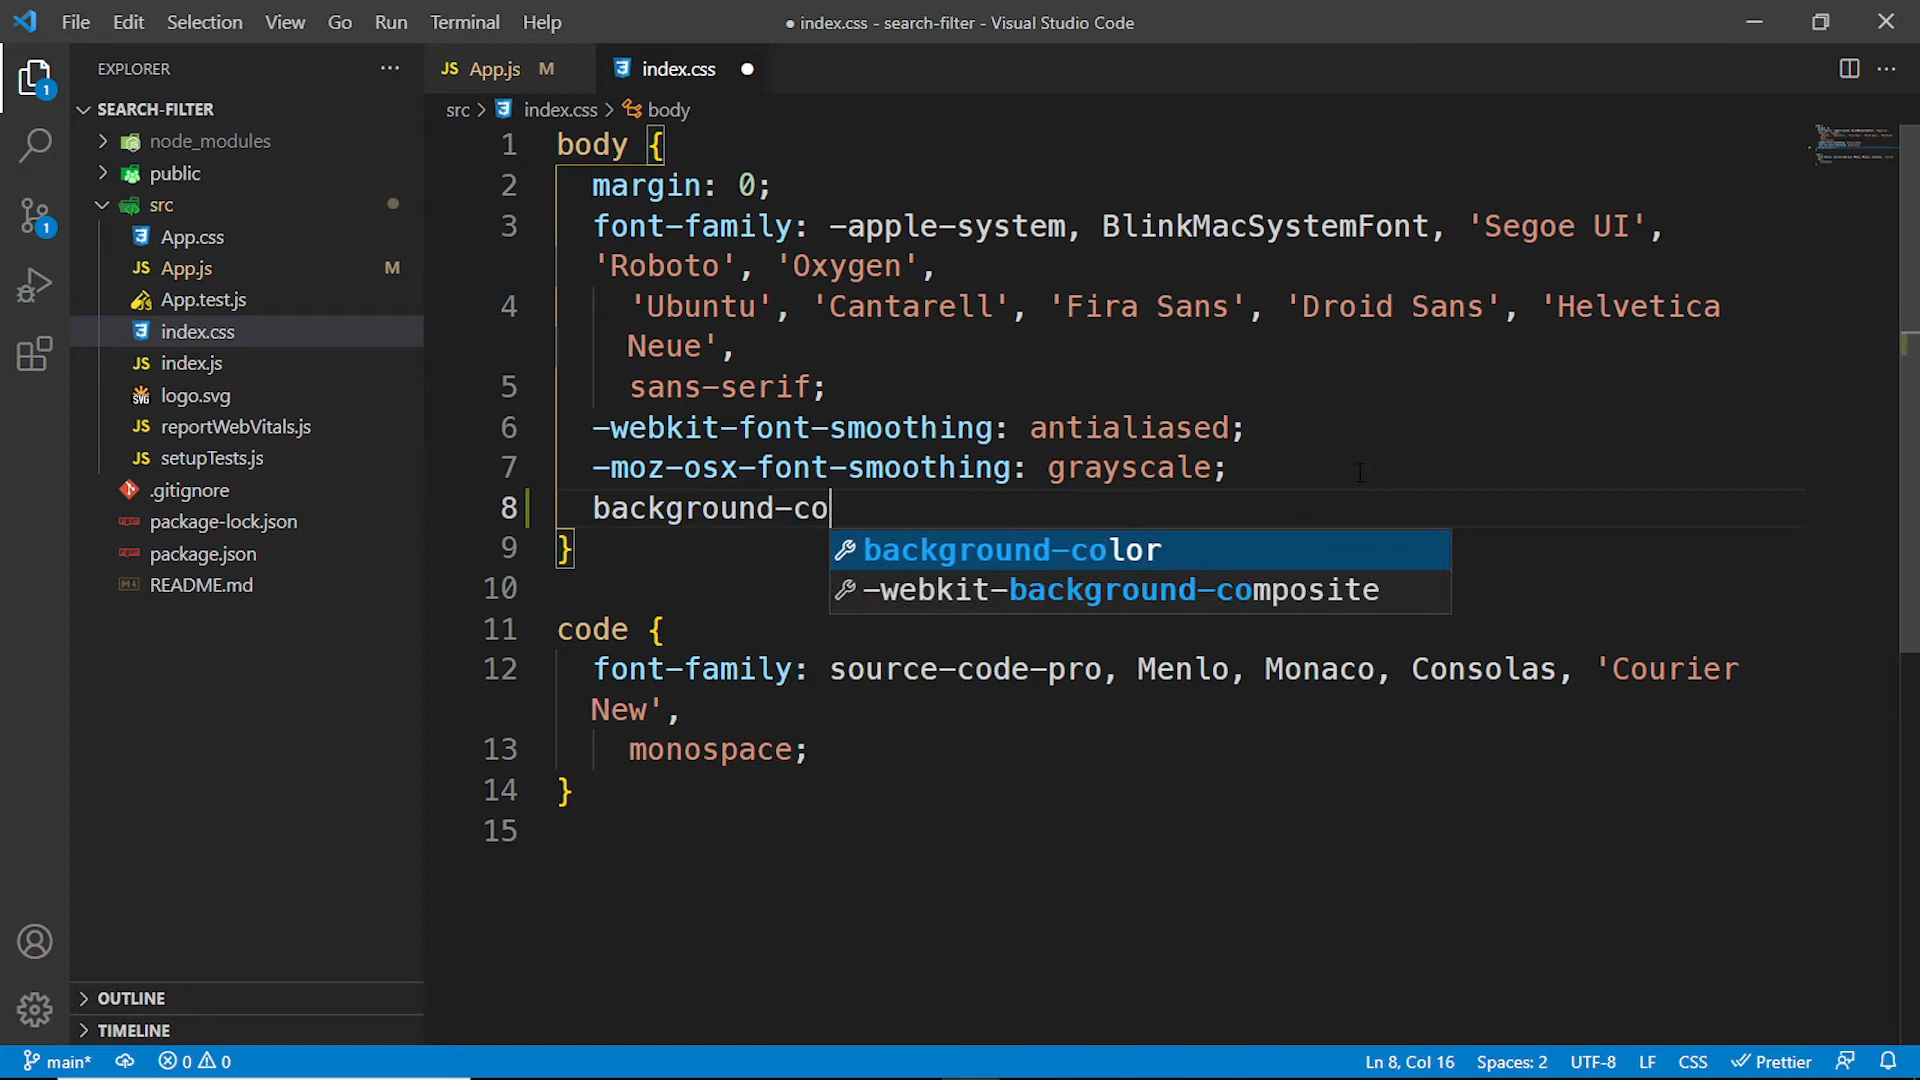 File Edit Selection View Go Run Terminal Help ● index.css - search-filter - Visual Studio Code
EXPLORER ···
JS App.js M index.css ●
SEARCH-FILTER
src > index.css > body
node_modules
public
src
App.css
JS App.js M
App.test.js
index.css
JS index.js
SVG logo.svg
JS reportWebVitals.js
JS setupTests.js
.gitignore
package-lock.json
package.json
README.md
OUTLINE
TIMELINE
1
1
1 body {
2 margin: 0;
3 font-family: -apple-system, BlinkMacSystemFont, 'Segoe UI',
'Roboto', 'Oxygen',
4 'Ubuntu', 'Cantarell', 'Fira Sans', 'Droid Sans', 'Helvetica
Neue',
5 sans-serif;
6 -webkit-font-smoothing: antialiased;
7 -moz-osx-font-smoothing: grayscale;
8 background-co
9 }
background-color
-webkit-background-composite
10
11 code {
12 font-family: source-code-pro, Menlo, Monaco, Consolas, 'Courier
New',
13 monospace;
14 }
15
main* 0 0 Ln 8, Col 16 Spaces: 2 UTF-8 LF CSS Prettier